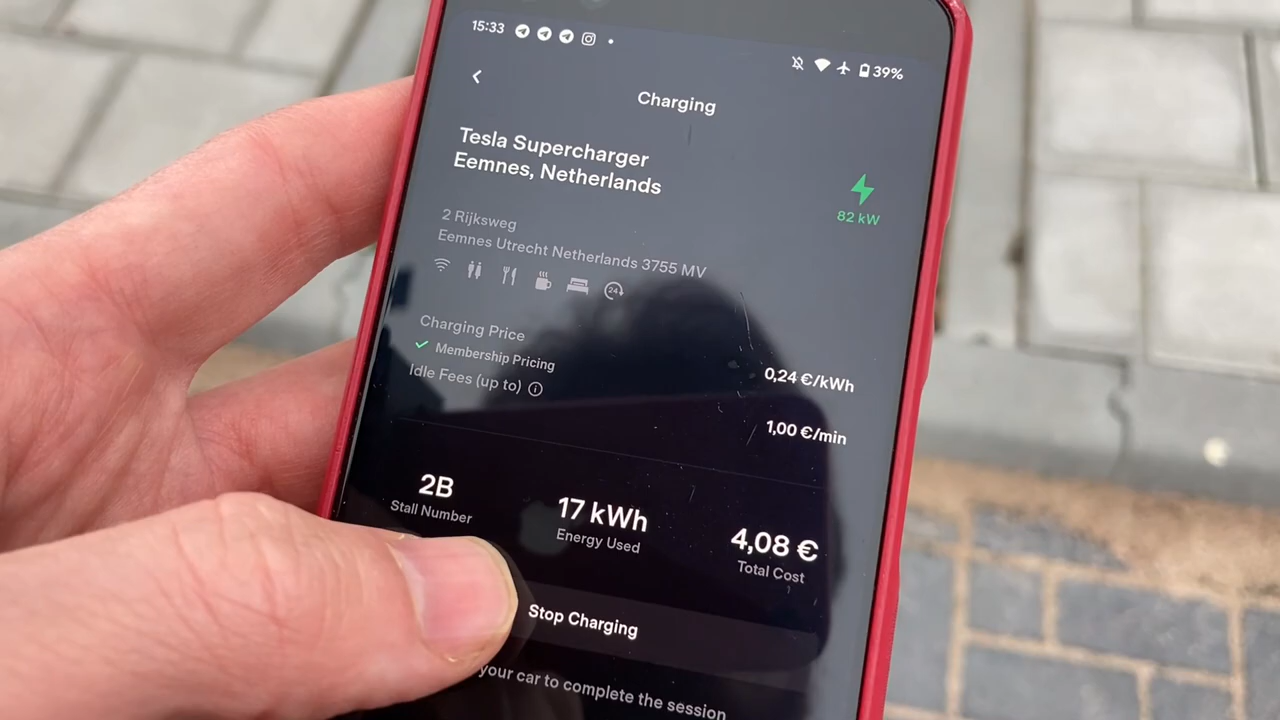 15:33
39%
Charging
Tesla Supercharger
Eemnes, Netherlands
82 kW
2 Rijksweg
Eemnes Utrecht Netherlands 3755 MV
24
Charging Price
Membership Pricing
0,24 €/kWh
Idle Fees (up to)
1,00 €/min
2B
Stall Number
17 kWh
Energy Used
4,08 €
Total Cost
Stop Charging
your car to complete the session